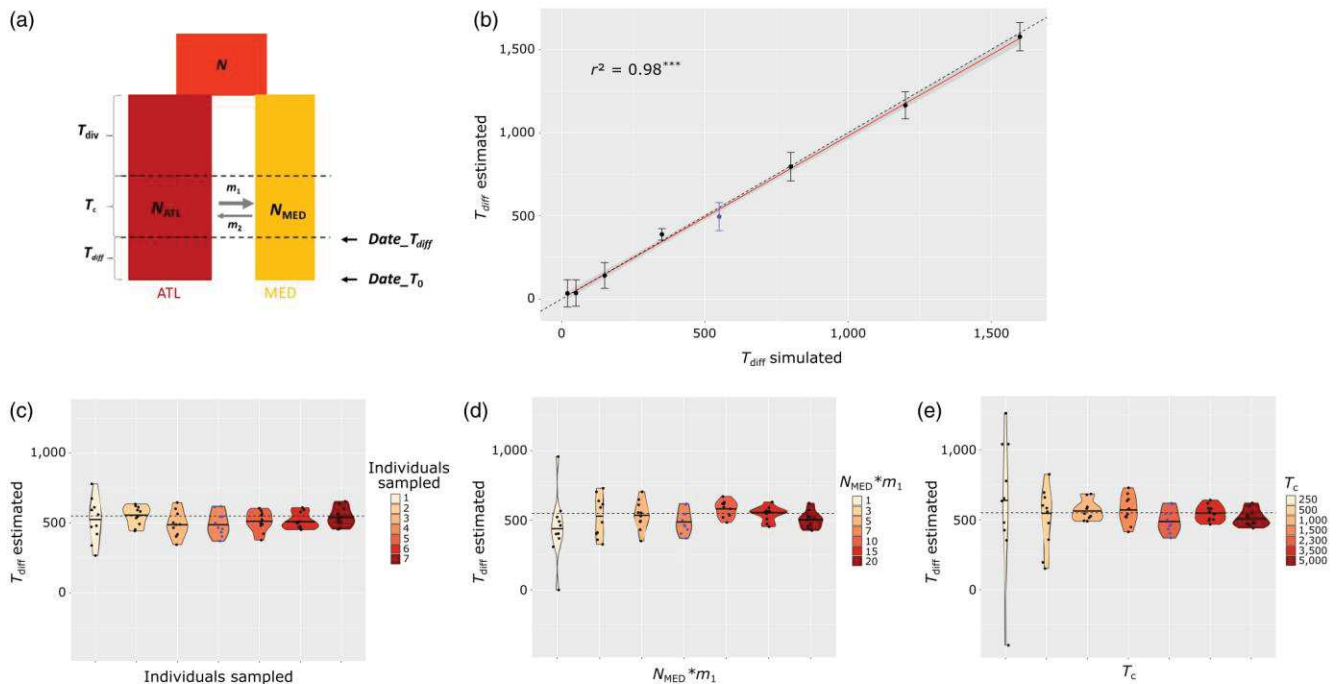 (a)
N
T_div
T_c
T_diff
m_1
N_ATL
N_MED
m_2
Date_T_diff
Date_T_0
ATL
MED
(b)
r² = 0.98***
T_diff estimated
1,500
1,000
500
0
0
500
1,000
1,500
T_diff simulated
(c)
T_diff estimated
1,000
500
0
Individuals sampled
Individuals
sampled
1
2
3
4
5
6
7
(d)
T_diff estimated
1,000
500
0
N_MED*m_1
N_MED*m_1
1
3
5
7
10
15
20
(e)
T_diff estimated
1,000
500
0
T_c
T_c
250
500
1,000
1,500
2,300
3,500
5,000